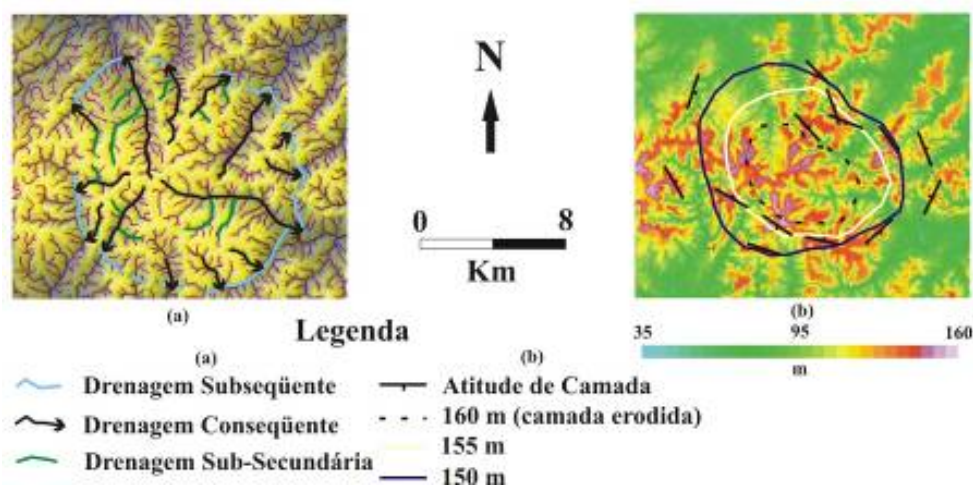 N
0 8
Km
(a)
(b)
35 95 160
m
Legenda
(a)
(b)
Drenagem Subseqüente
Drenagem Conseqüente
Drenagem Sub-Secundária
Atitude de Camada
160 m (camada erodida)
155 m
150 m